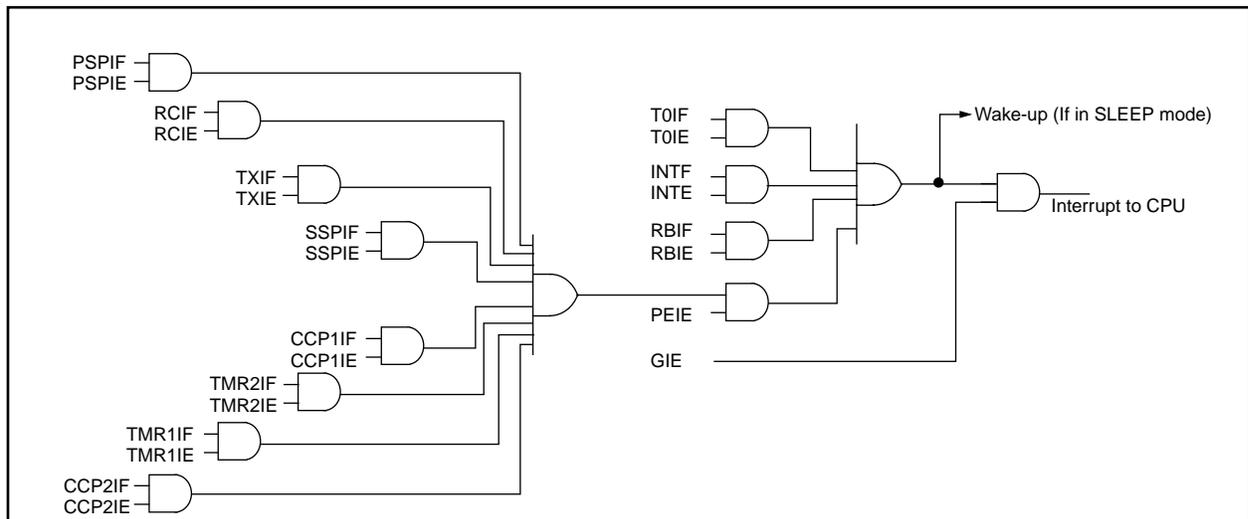 PSPIF
PSPIE
RCIF
RCIE
TXIF
TXIE
SSPIF
SSPIE
CCP1IF
CCP1IE
TMR2IF
TMR2IE
TMR1IF
TMR1IE
CCP2IF
CCP2IE
T0IF
T0IE
INTF
INTE
RBIF
RBIE
PEIE
GIE
Wake-up (If in SLEEP mode)
Interrupt to CPU